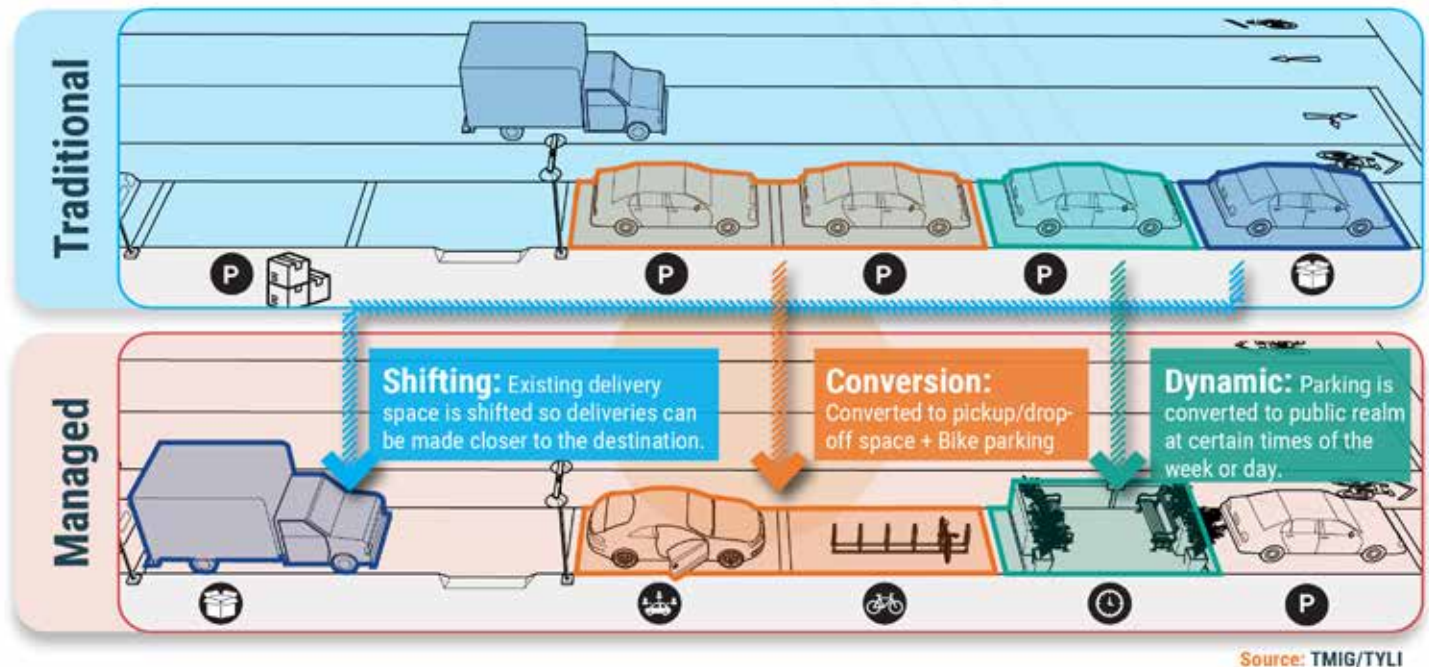 Traditional
P
P
P
P
Managed
Shifting: Existing delivery
space is shifted so deliveries can
be made closer to the destination.
Conversion:
Converted to pickup/drop-
off space + Bike parking
Dynamic: Parking is
converted to public realm
at certain times of the
week or day.
P
Source: TMIG/TYLI